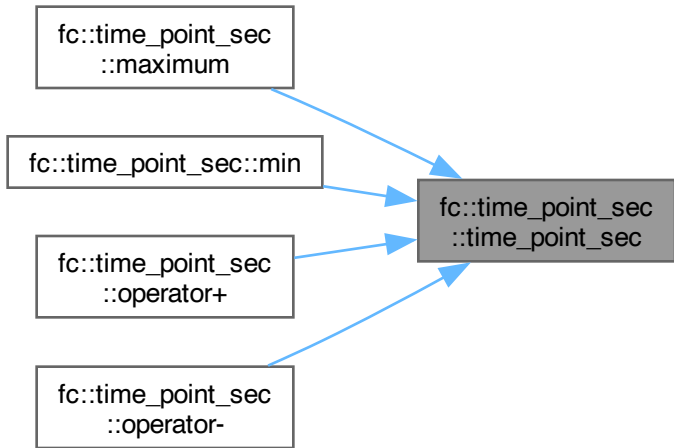 fc::time_point_sec
::maximum
fc::time_point_sec::min
fc::time_point_sec
::time_point_sec
fc::time_point_sec
::operator+
fc::time_point_sec
::operator-